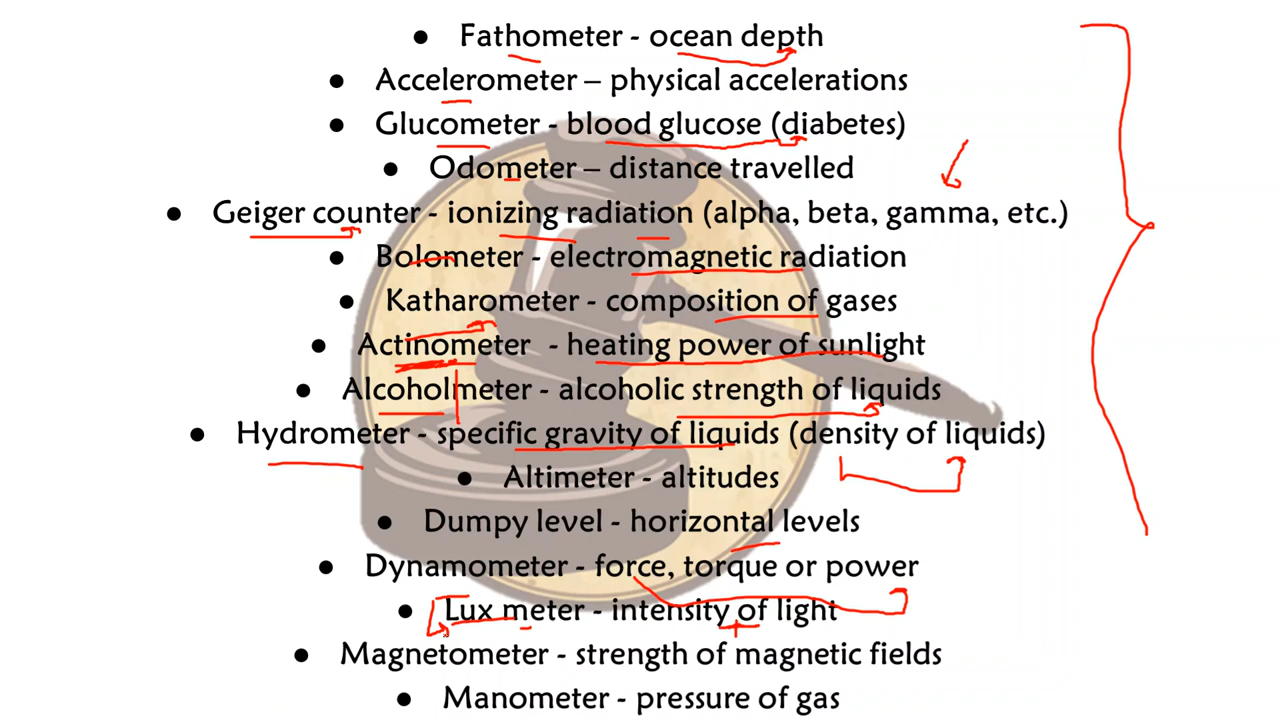 • Fathometer - ocean depth
• Accelerometer – physical accelerations
• Glucometer - blood glucose (diabetes)
• Odometer – distance travelled
• Geiger counter - ionizing radiation (alpha, beta, gamma, etc.)
• Bolometer - electromagnetic radiation
• Katharometer - composition of gases
• Actinometer - heating power of sunlight
• Alcoholmeter - alcoholic strength of liquids
• Hydrometer - specific gravity of liquids (density of liquids)
• Altimeter - altitudes
• Dumpy level - horizontal levels
• Dynamometer - force, torque or power
• Lux meter - intensity of light
• Magnetometer - strength of magnetic fields
• Manometer - pressure of gas